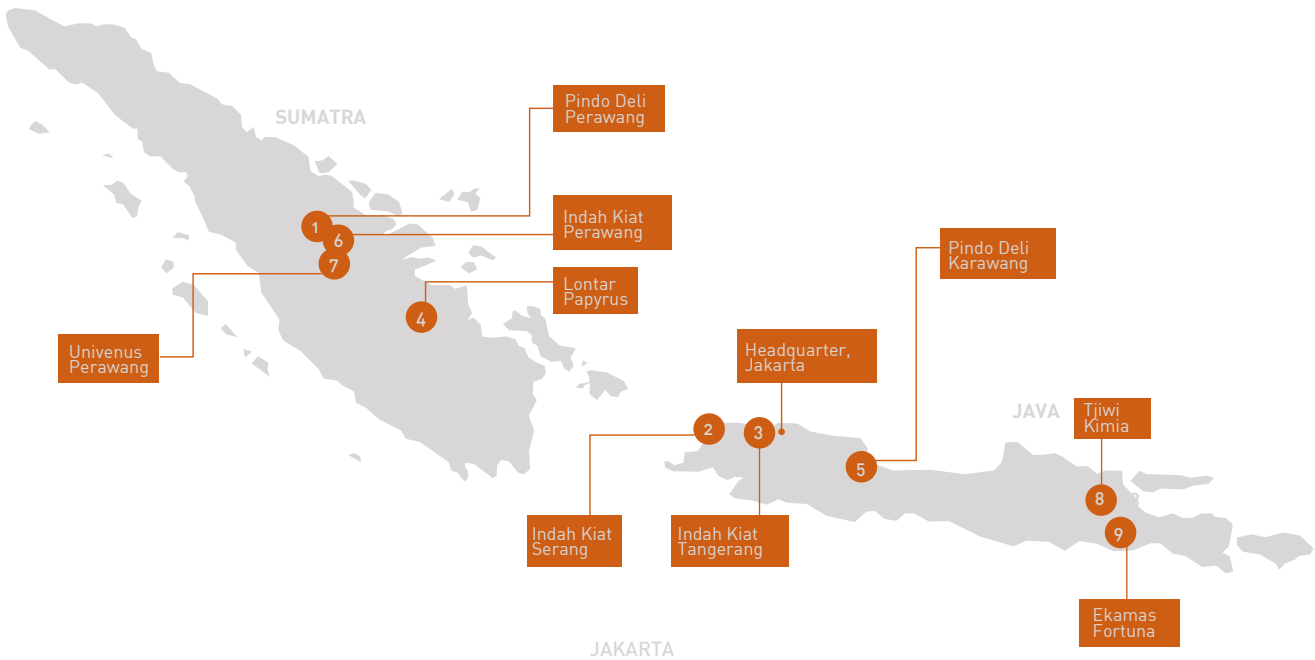 SUMATRA
Pindo Deli
Perawang
Indah Kiat
Perawang
Lontar
Papyrus
1
6
7
4
Univenus
Perawang
Pindo Deli
Karawang
Headquarter,
Jakarta
JAVA
Tjiwi
Kimia
2
3
5
8
9
Indah Kiat
Serang
Indah Kiat
Tangerang
Ekamas
Fortuna
JAKARTA